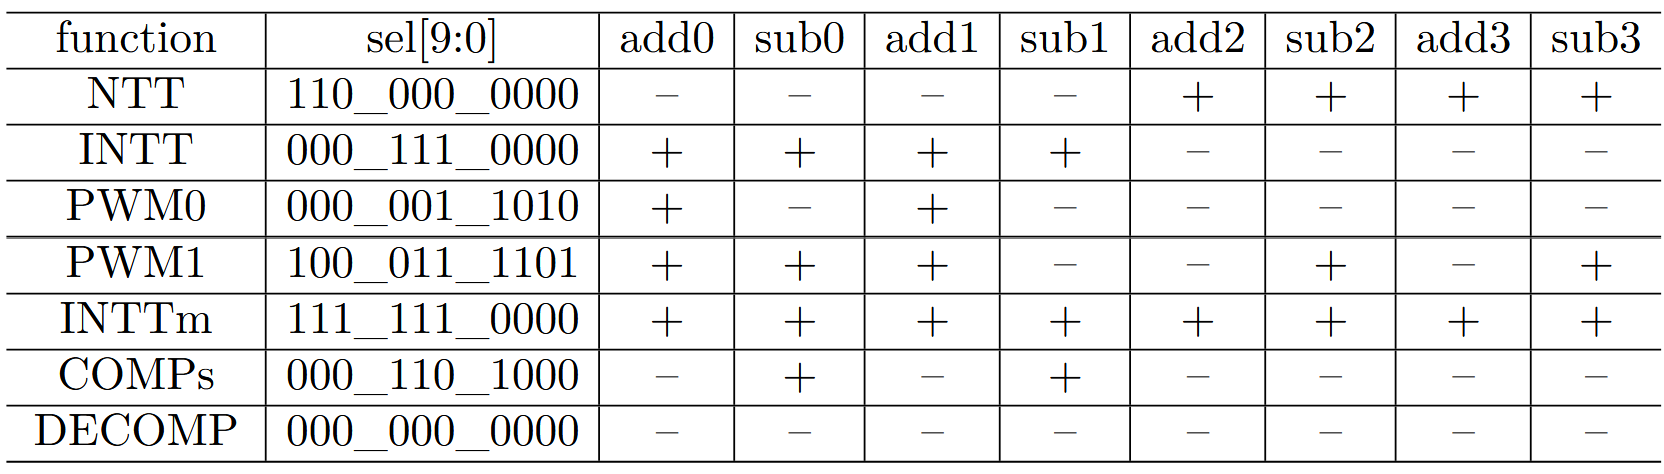 function sel[9:0] add0 sub0 add1 sub1 add2 sub2 add3 sub3
NTT 110_000_0000 – – – – + + + +
INTT 000_111_0000 + + + + – – – –
PWM0 000_001_1010 + – + – – – – –
PWM1 100_011_1101 + + + – – + – +
INTTm 111_111_0000 + + + + + + + +
COMPs 000_110_1000 – + – + – – – –
DECOMP 000_000_0000 – – – – – – – –